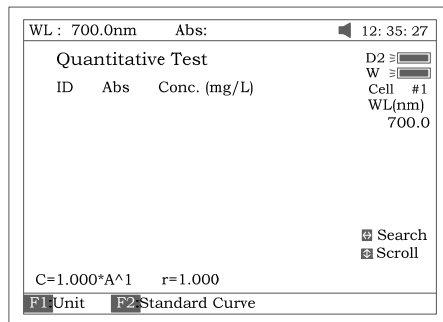 WL: 700.0nm Abs: 12: 35: 27
Quantitative Test
ID Abs Conc. (mg/L)
D2
W
Cell #1
WL(nm)
700.0
Search
Scroll
C=1.000*A^1 r=1.000
F1:Unit F2:Standard Curve